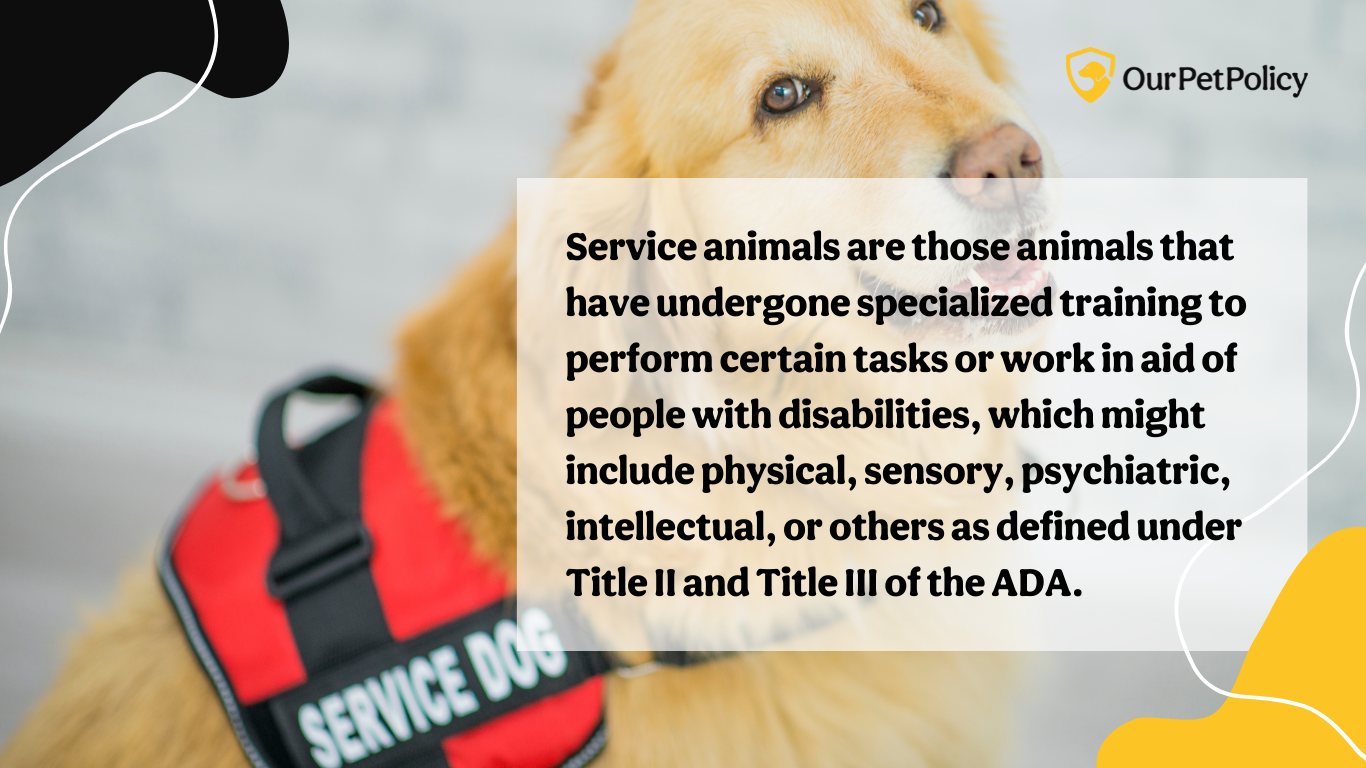 OurPetPolicy
Service animals are those animals that
have undergone specialized training to
perform certain tasks or work in aid of
people with disabilities, which might
include physical, sensory, psychiatric,
intellectual, or others as defined under
Title II and Title III of the ADA.
SERVICE DOG